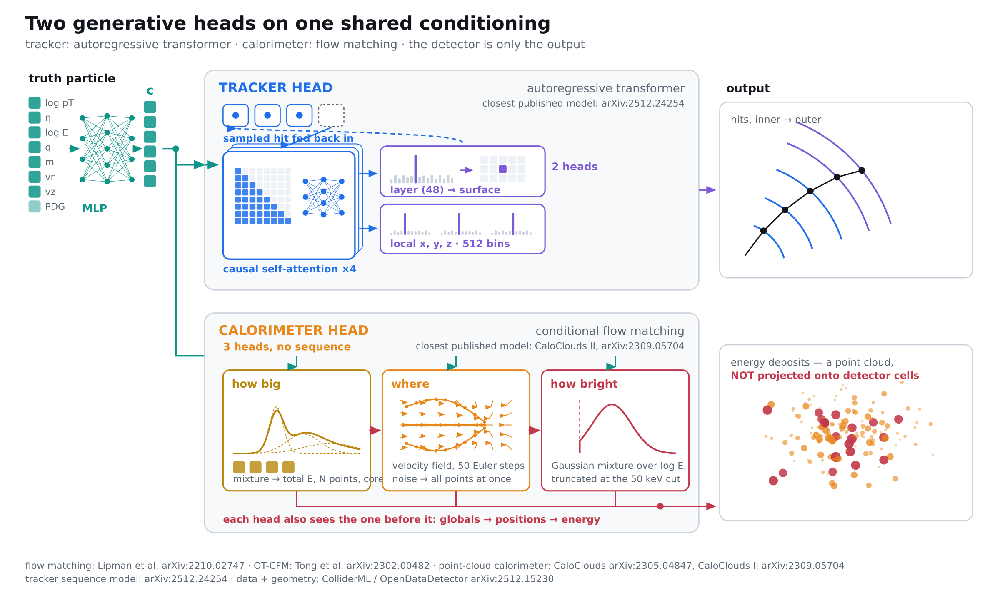 Two generative heads on one shared conditioning
tracker: autoregressive transformer · calorimeter: flow matching · the detector is only the output
truth particle
c
log pT
η
log E
q
m
vr
vz
PDG
MLP
TRACKER HEAD
autoregressive transformer
closest published model: arXiv:2512.24254
sampled hit fed back in
layer (48) → surface
2 heads
local x, y, z · 512 bins
causal self-attention ×4
output
hits, inner → outer
CALORIMETER HEAD
conditional flow matching
3 heads, no sequence
closest published model: CaloClouds II, arXiv:2309.05704
how big
mixture → total E, N points, core
where
velocity field, 50 Euler steps
noise → all points at once
how bright
Gaussian mixture over log E,
truncated at the 50 keV cut
each head also sees the one before it: globals → positions → energy
energy deposits — a point cloud,
NOT projected onto detector cells
flow matching: Lipman et al. arXiv:2210.02747 · OT-CFM: Tong et al. arXiv:2302.00482 · point-cloud calorimeter: CaloClouds arXiv:2305.04847, CaloClouds II arXiv:2309.05704
tracker sequence model: arXiv:2512.24254 · data + geometry: ColliderML / OpenDataDetector arXiv:2512.15230